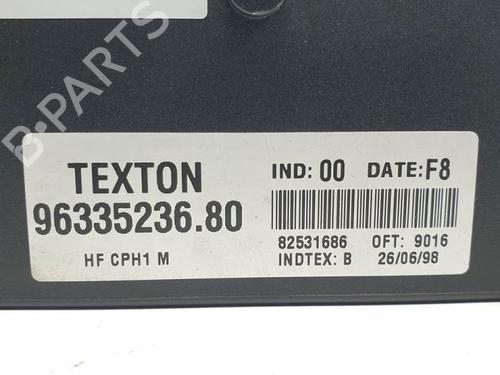 B-PARTS
TEXTON
96335236.80
HF CPH1 M
IND: 00 DATE: F8
82531686 OFT: 9016
INDTEX: B 26/06/98